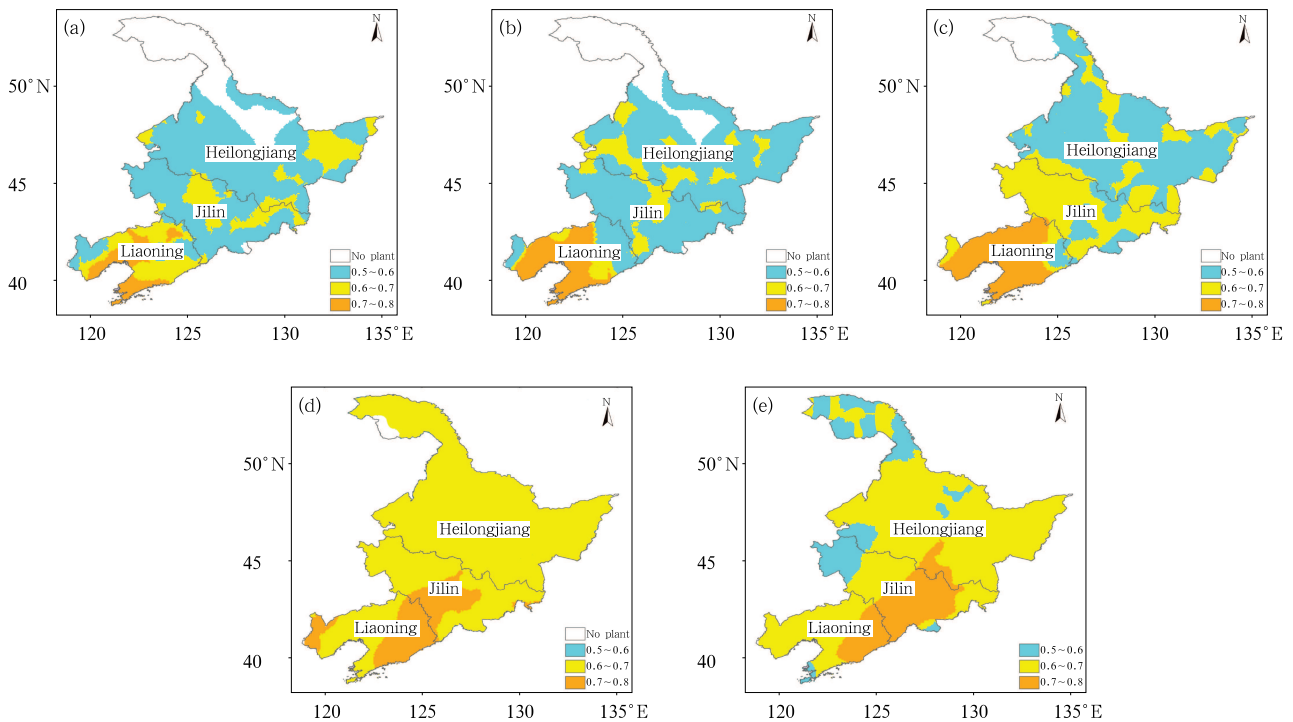 (a)
N
50°N
45
40
Heilongjiang
Jilin
Liaoning
No plant
0.5~0.6
0.6~0.7
0.7~0.8
120
125
130
135°E
(b)
N
50°N
45
40
Heilongjiang
Jilin
Liaoning
No plant
0.5~0.6
0.6~0.7
0.7~0.8
120
125
130
135°E
(c)
N
50°N
45
40
Heilongjiang
Jilin
Liaoning
No plant
0.5~0.6
0.6~0.7
0.7~0.8
120
125
130
135°E
(d)
N
50°N
45
40
Heilongjiang
Jilin
Liaoning
No plant
0.5~0.6
0.6~0.7
0.7~0.8
120
125
130
135°E
(e)
N
50°N
45
40
Heilongjiang
Jilin
Liaoning
0.5~0.6
0.6~0.7
0.7~0.8
120
125
130
135°E